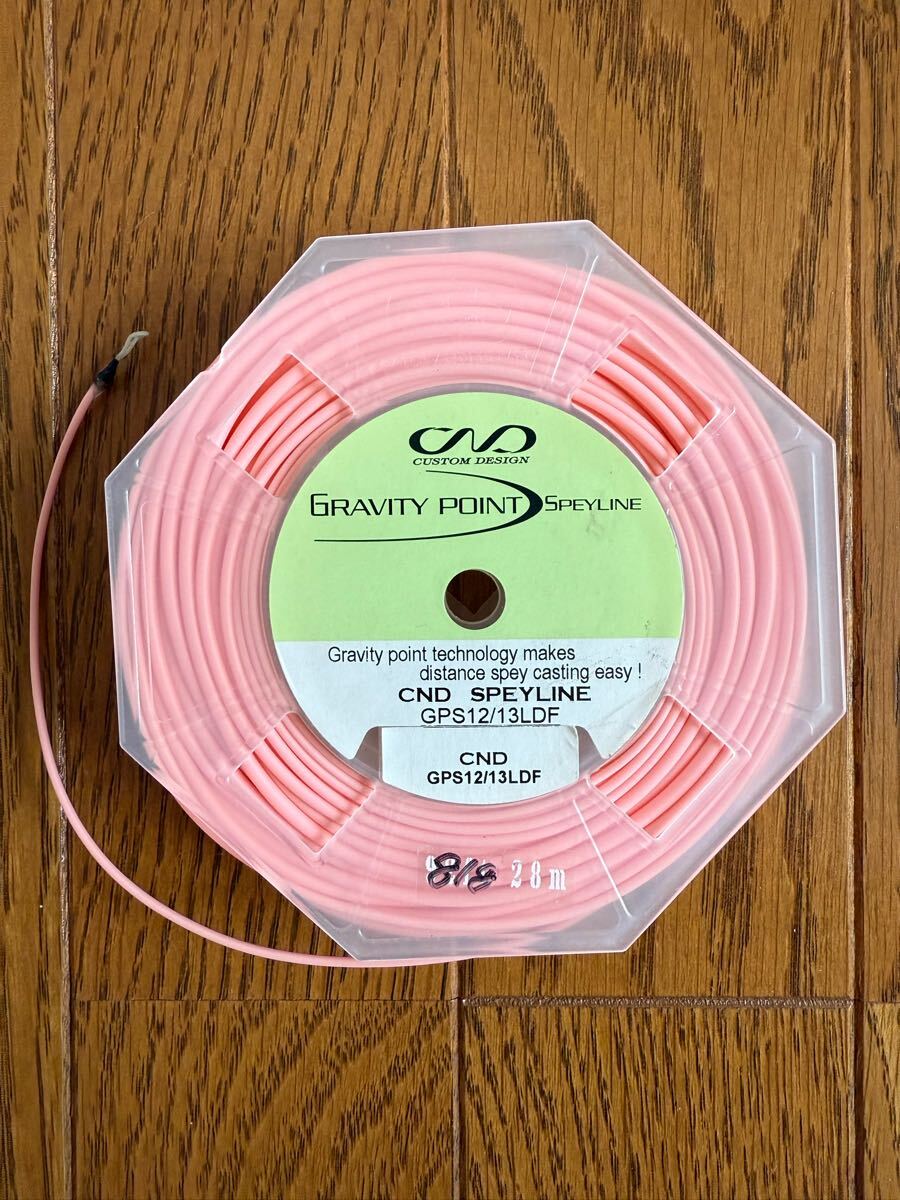 CND
CUSTOM DESIGN
GRAVITY POINT SPEYLINE
Gravity point technology makes
distance spey casting easy !
CND SPEYLINE
GPS12/13LDF
CND
GPS12/13LDF
28m